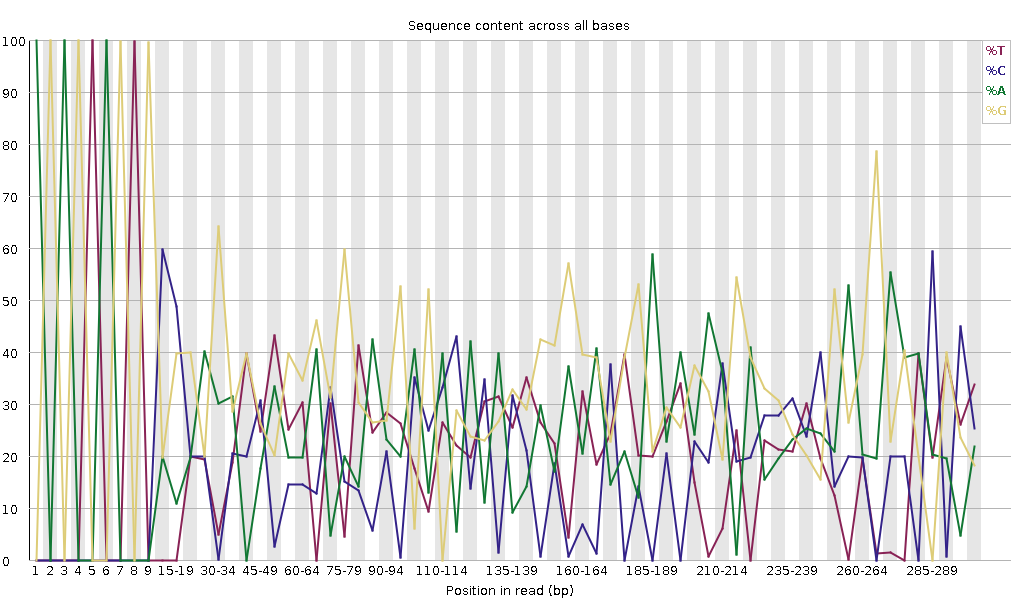 Sequence content across all bases
100
90
80
70
60
50
40
30
20
10
0
%T
%C
%A
%G
1 2 3 4 5 6 7 8 9 15-19 30-34 45-49 60-64 75-79 90-94 110-114 135-139 160-164 185-189 210-214 235-239 260-264 285-289
Position in read (bp)